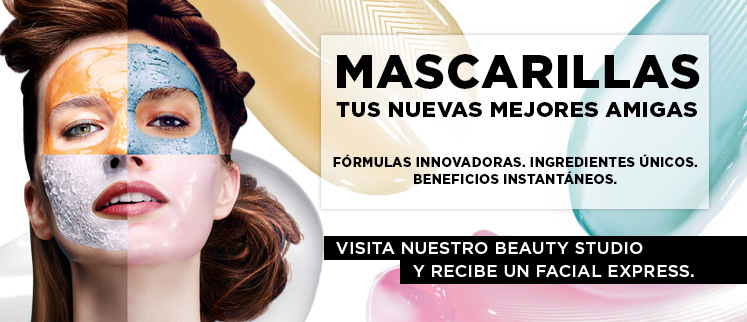 MASCARILLAS
TUS NUEVAS MEJORES AMIGAS
FÓRMULAS INNOVADORAS. INGREDIENTES ÚNICOS.
BENEFICIOS INSTANTÁNEOS.
VISITA NUESTRO BEAUTY STUDIO
Y RECIBE UN FACIAL EXPRESS.